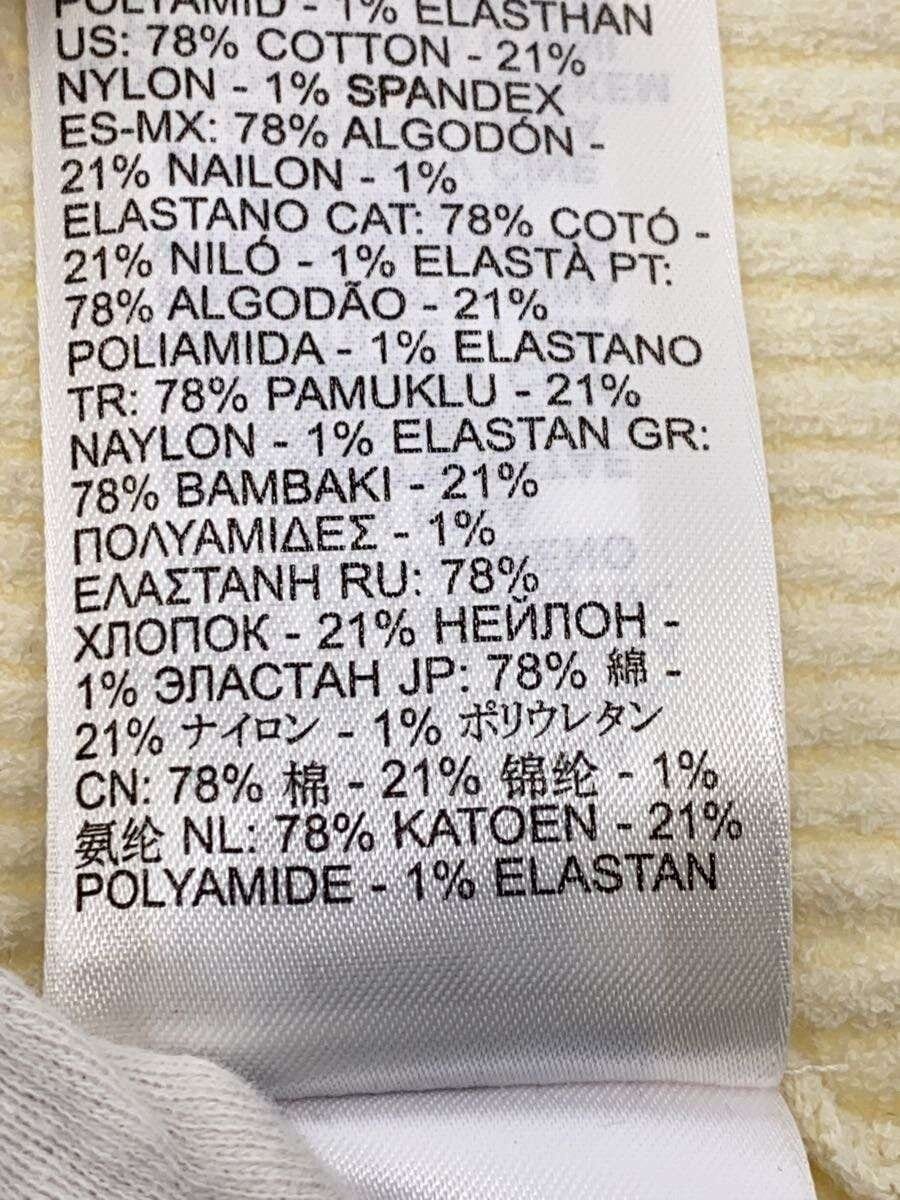 POLYAMID - 1% ELASTHAN
US: 78% COTTON - 21%
NYLON - 1% SPANDEX
ES-MX: 78% ALGODÓN -
21% NAILON - 1%
ELASTANO CAT: 78% COTÓ -
21% NILÓ - 1% ELASTÀ PT:
78% ALGODÃO - 21%
POLIAMIDA - 1% ELASTANO
TR: 78% PAMUKLU - 21%
NAYLON - 1% ELASTAN GR:
78% BAMBAKI - 21%
ΠΟΛΥΑΜΙΔΕΣ - 1%
ΕΛΑΣΤΑΝΗ RU: 78%
ХЛОПОК - 21% НЕЙЛОН -
1% ЭЛАСТАН JP: 78% 綿 -
21% ナイロン - 1% ポリウレタン
CN: 78% 棉 - 21% 锦纶 - 1%
氨纶 NL: 78% KATOEN - 21%
POLYAMIDE - 1% ELASTAN